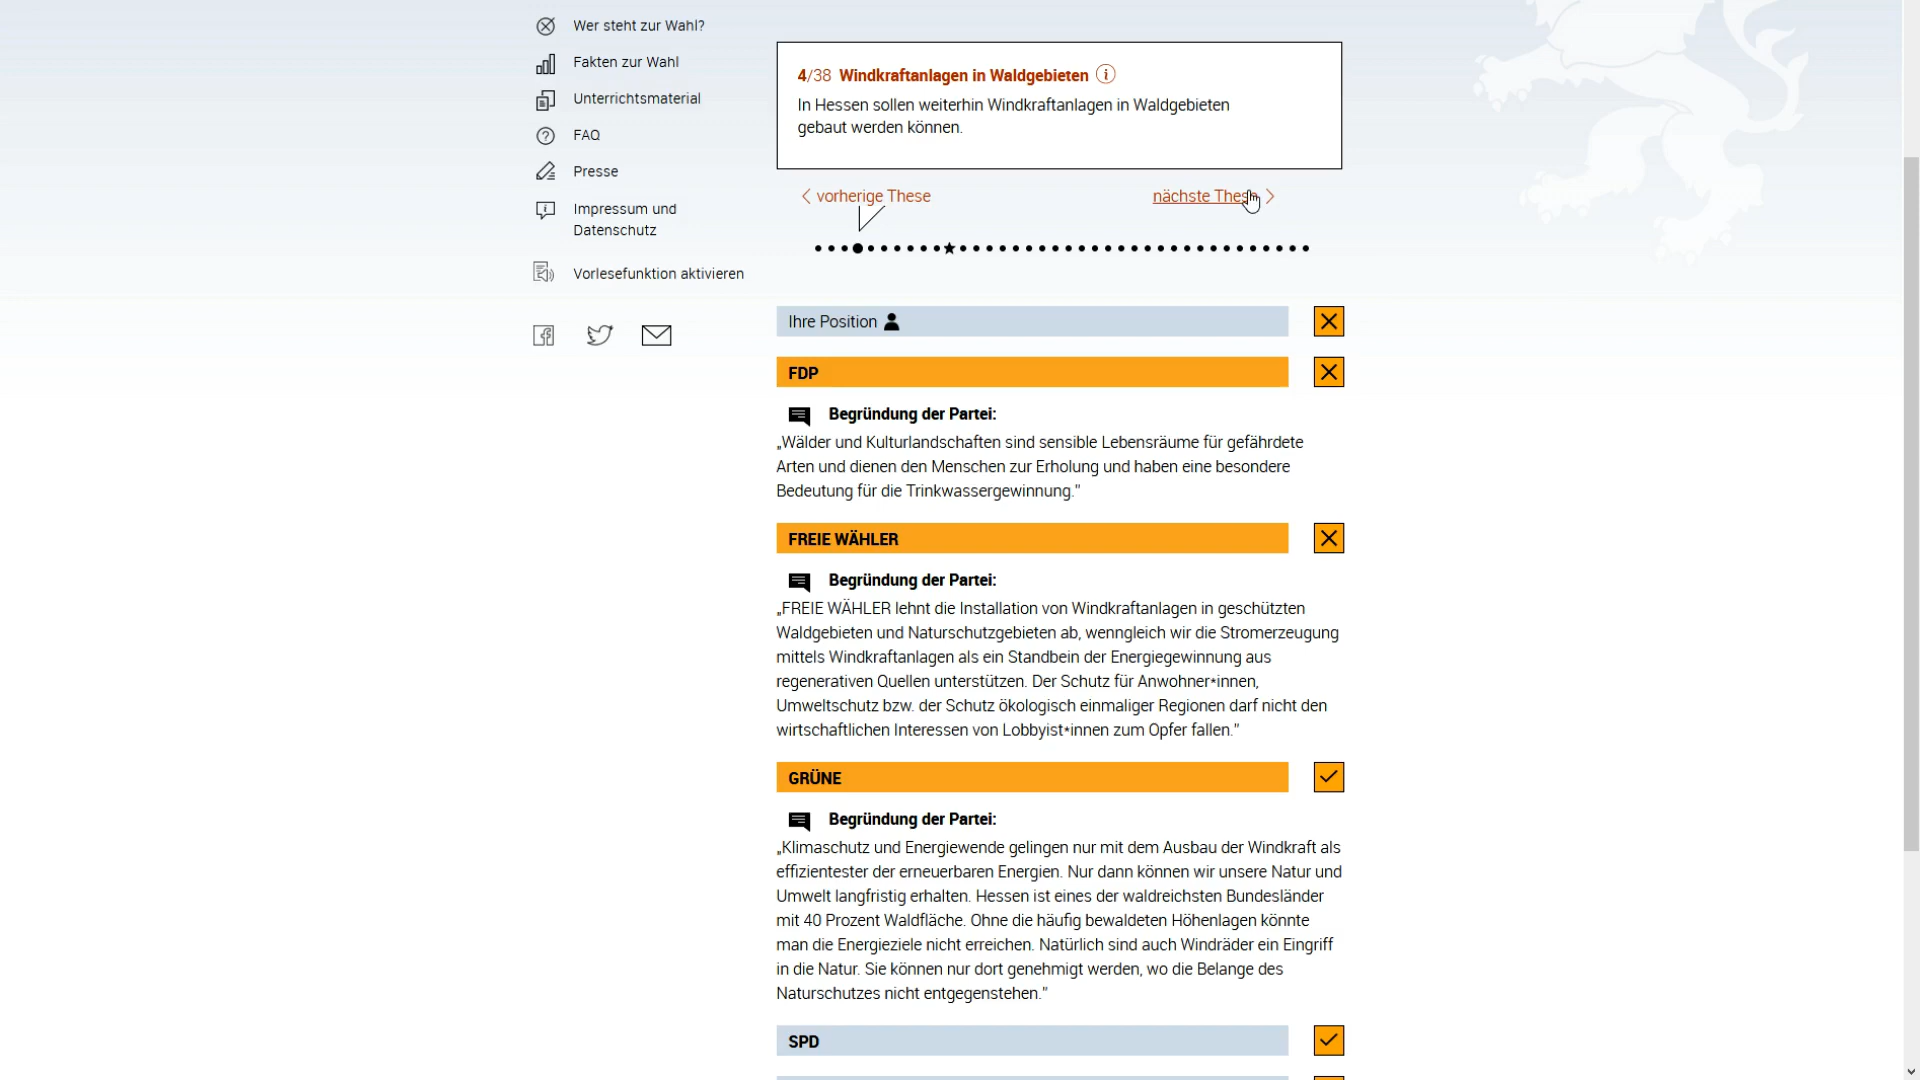 Wer steht zur Wahl?
Fakten zur Wahl
Unterrichtsmaterial
FAQ
Presse
Impressum und
Datenschutz
Vorlesefunktion aktivieren
4/38 Windkraftanlagen in Waldgebieten
In Hessen sollen weiterhin Windkraftanlagen in Waldgebieten
gebaut werden können.
vorherige These
nächste These
Ihre Position
FDP
Begründung der Partei:
„Wälder und Kulturlandschaften sind sensible Lebensräume für gefährdete
Arten und dienen den Menschen zur Erholung und haben eine besondere
Bedeutung für die Trinkwassergewinnung.“
FREIE WÄHLER
Begründung der Partei:
„FREIE WÄHLER lehnt die Installation von Windkraftanlagen in geschützten
Waldgebieten und Naturschutzgebieten ab, wenngleich wir die Stromerzeugung
mittels Windkraftanlagen als ein Standbein der Energiegewinnung aus
regenerativen Quellen unterstützen. Der Schutz für Anwohner*innen,
Umweltschutz bzw. der Schutz ökologisch einmaliger Regionen darf nicht den
wirtschaftlichen Interessen von Lobbyist*innen zum Opfer fallen.“
GRÜNE
Begründung der Partei:
„Klimaschutz und Energiewende gelingen nur mit dem Ausbau der Windkraft als
effizientester der erneuerbaren Energien. Nur dann können wir unsere Natur und
Umwelt langfristig erhalten. Hessen ist eines der waldreichsten Bundesländer
mit 40 Prozent Waldfläche. Ohne die häufig bewaldeten Höhenlagen könnte
man die Energieziele nicht erreichen. Natürlich sind auch Windräder ein Eingriff
in die Natur. Sie können nur dort genehmigt werden, wo die Belange des
Naturschutzes nicht entgegenstehen.“
SPD